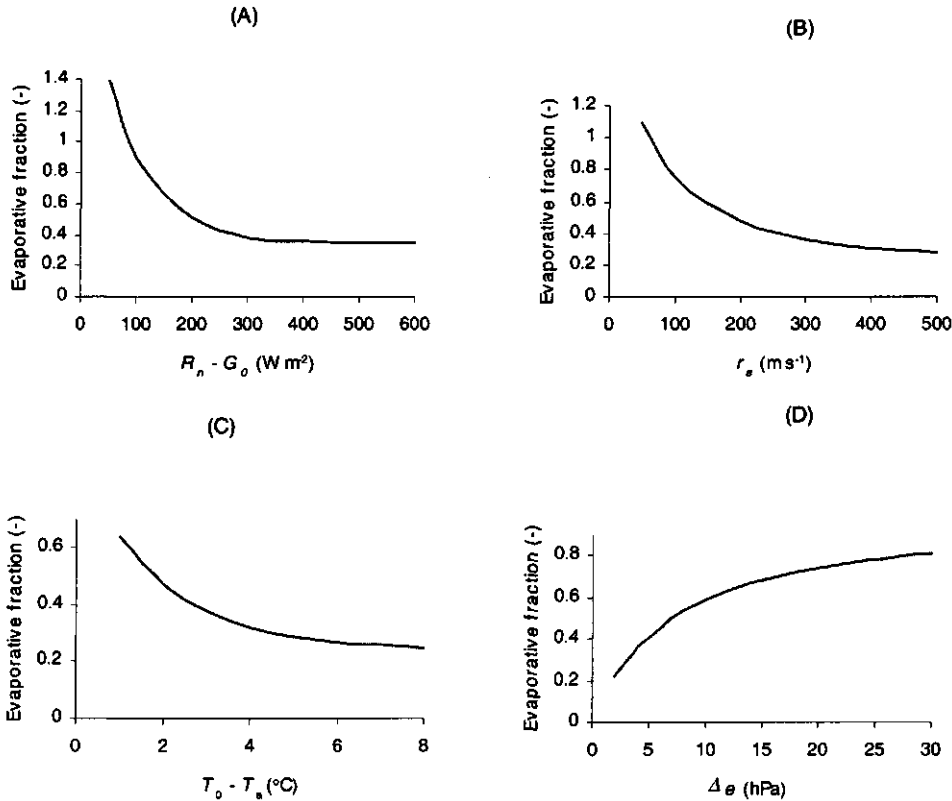 (A)
Evaporative fraction (-)
1.4
1.2
1
0.8
0.6
0.4
0.2
0
0 100 200 300 400 500 600
R_n - G_0 (W m⁻²)
(B)
Evaporative fraction (-)
1.2
1
0.8
0.6
0.4
0.2
0
0 100 200 300 400 500
r_s (m s⁻¹)
(C)
Evaporative fraction (-)
0.6
0.4
0.2
0
0 2 4 6 8
T_0 - T_a (°C)
(D)
Evaporative fraction (-)
0.8
0.6
0.4
0.2
0
0 5 10 15 20 25 30
Δe (hPa)